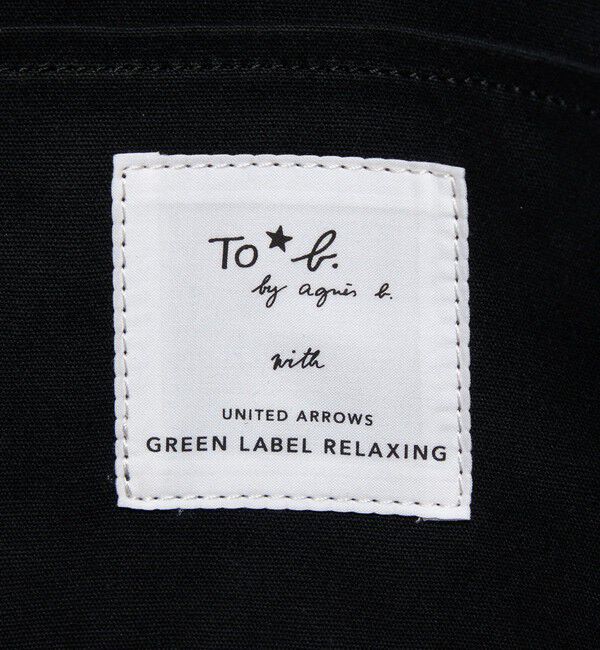 To★b.
by agnès b.
with
UNITED ARROWS
GREEN LABEL RELAXING